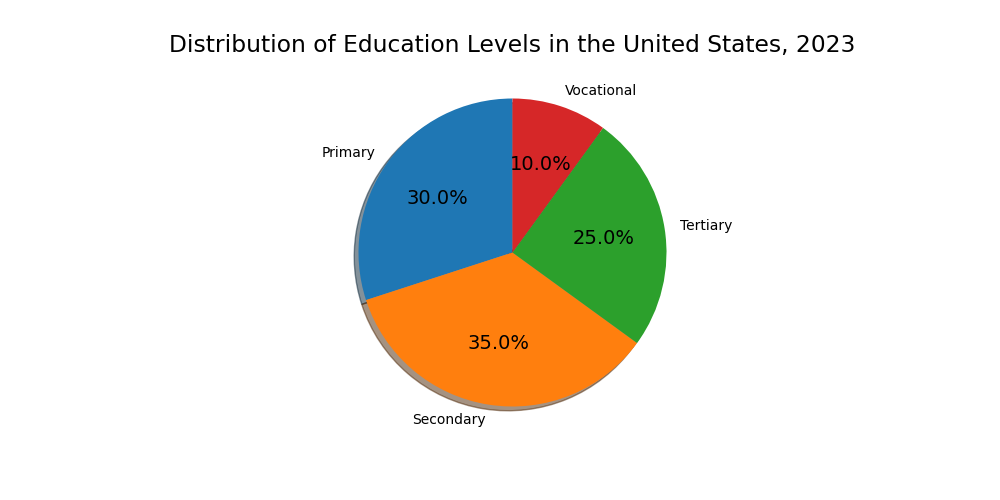 Distribution of Education Levels in the United States, 2023
Vocational
Primary
10.0%
30.0%
Tertiary
25.0%
35.0%
Secondary